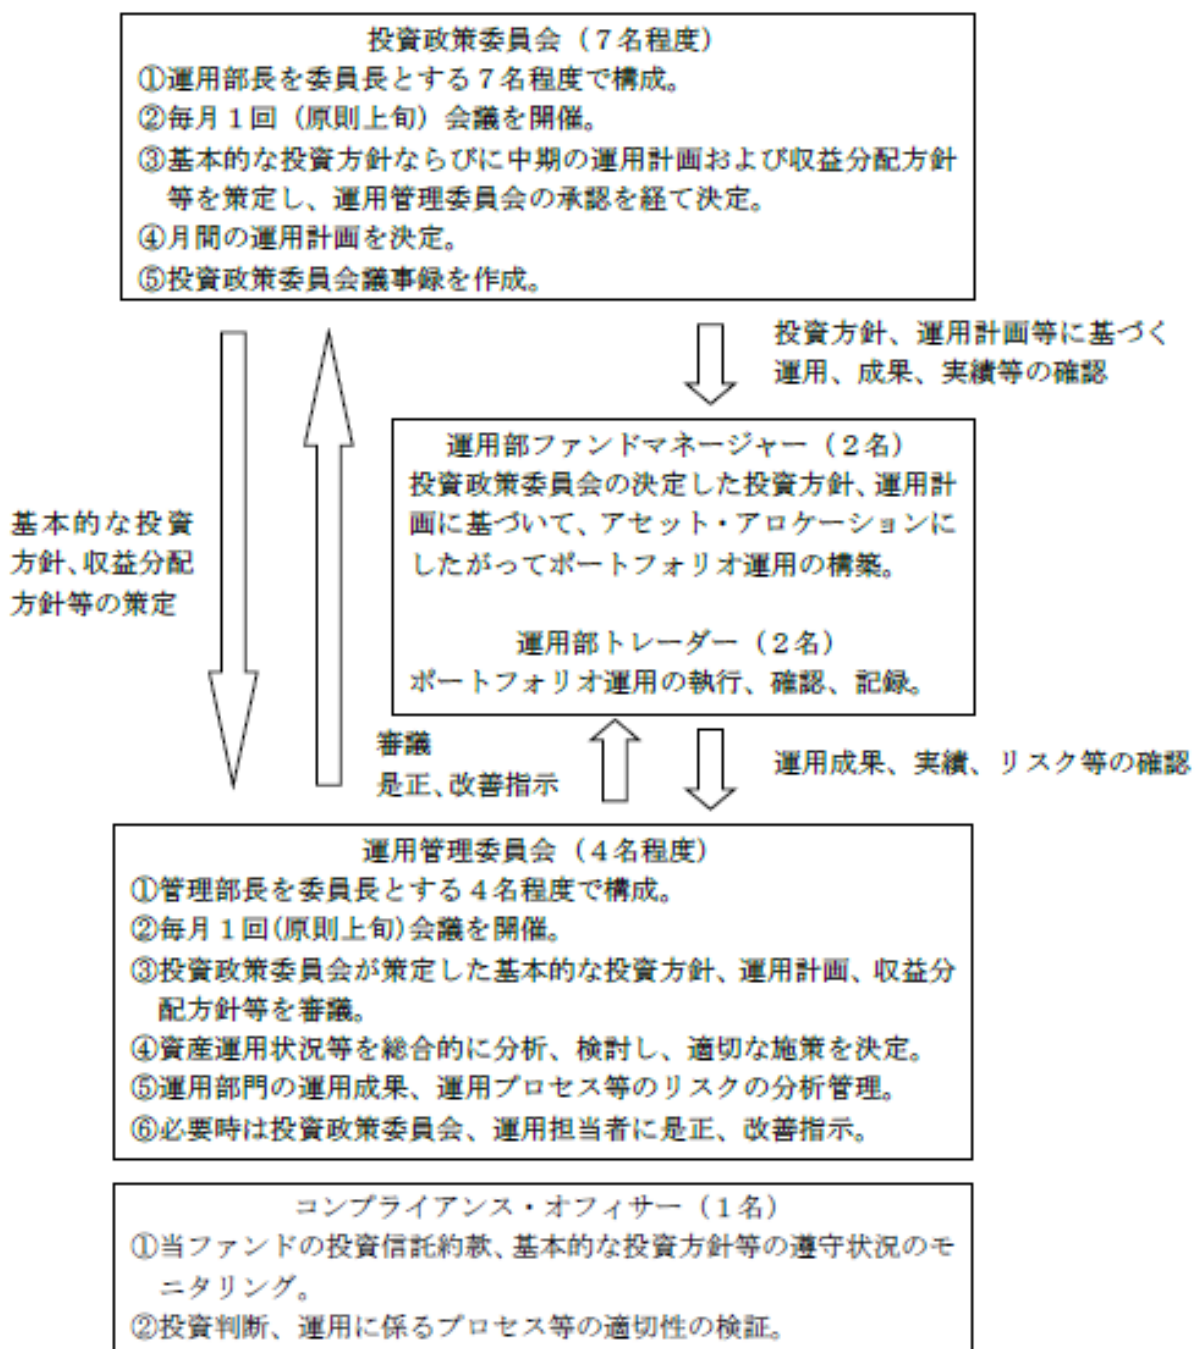 投資政策委員会（７名程度）
①運用部長を委員長とする７名程度で構成。
②毎月１回（原則上旬）会議を開催。
③基本的な投資方針ならびに中期の運用計画および収益分配方針
等を策定し、運用管理委員会の承認を経て決定。
④月間の運用計画を決定。
⑤投資政策委員会議事録を作成。
投資方針、運用計画等に基づく
運用、成果、実績等の確認
運用部ファンドマネージャー（２名）
投資政策委員会の決定した投資方針、運用計
画に基づいて、アセット・アロケーションに
したがってポートフォリオ運用の構築。
運用部トレーダー（２名）
ポートフォリオ運用の執行、確認、記録。
基本的な投資
方針、収益分配
方針等の策定
審議
是正、改善指示
運用成果、実績、リスク等の確認
運用管理委員会（４名程度）
①管理部長を委員長とする４名程度で構成。
②毎月１回(原則上旬)会議を開催。
③投資政策委員会が策定した基本的な投資方針、運用計画、収益分
配方針等を審議。
④資産運用状況等を総合的に分析、検討し、適切な施策を決定。
⑤運用部門の運用成果、運用プロセス等のリスクの分析管理。
⑥必要時は投資政策委員会、運用担当者に是正、改善指示。
コンプライアンス・オフィサー（１名）
①当ファンドの投資信託約款、基本的な投資方針等の遵守状況のモ
ニタリング。
②投資判断、運用に係るプロセス等の適切性の検証。